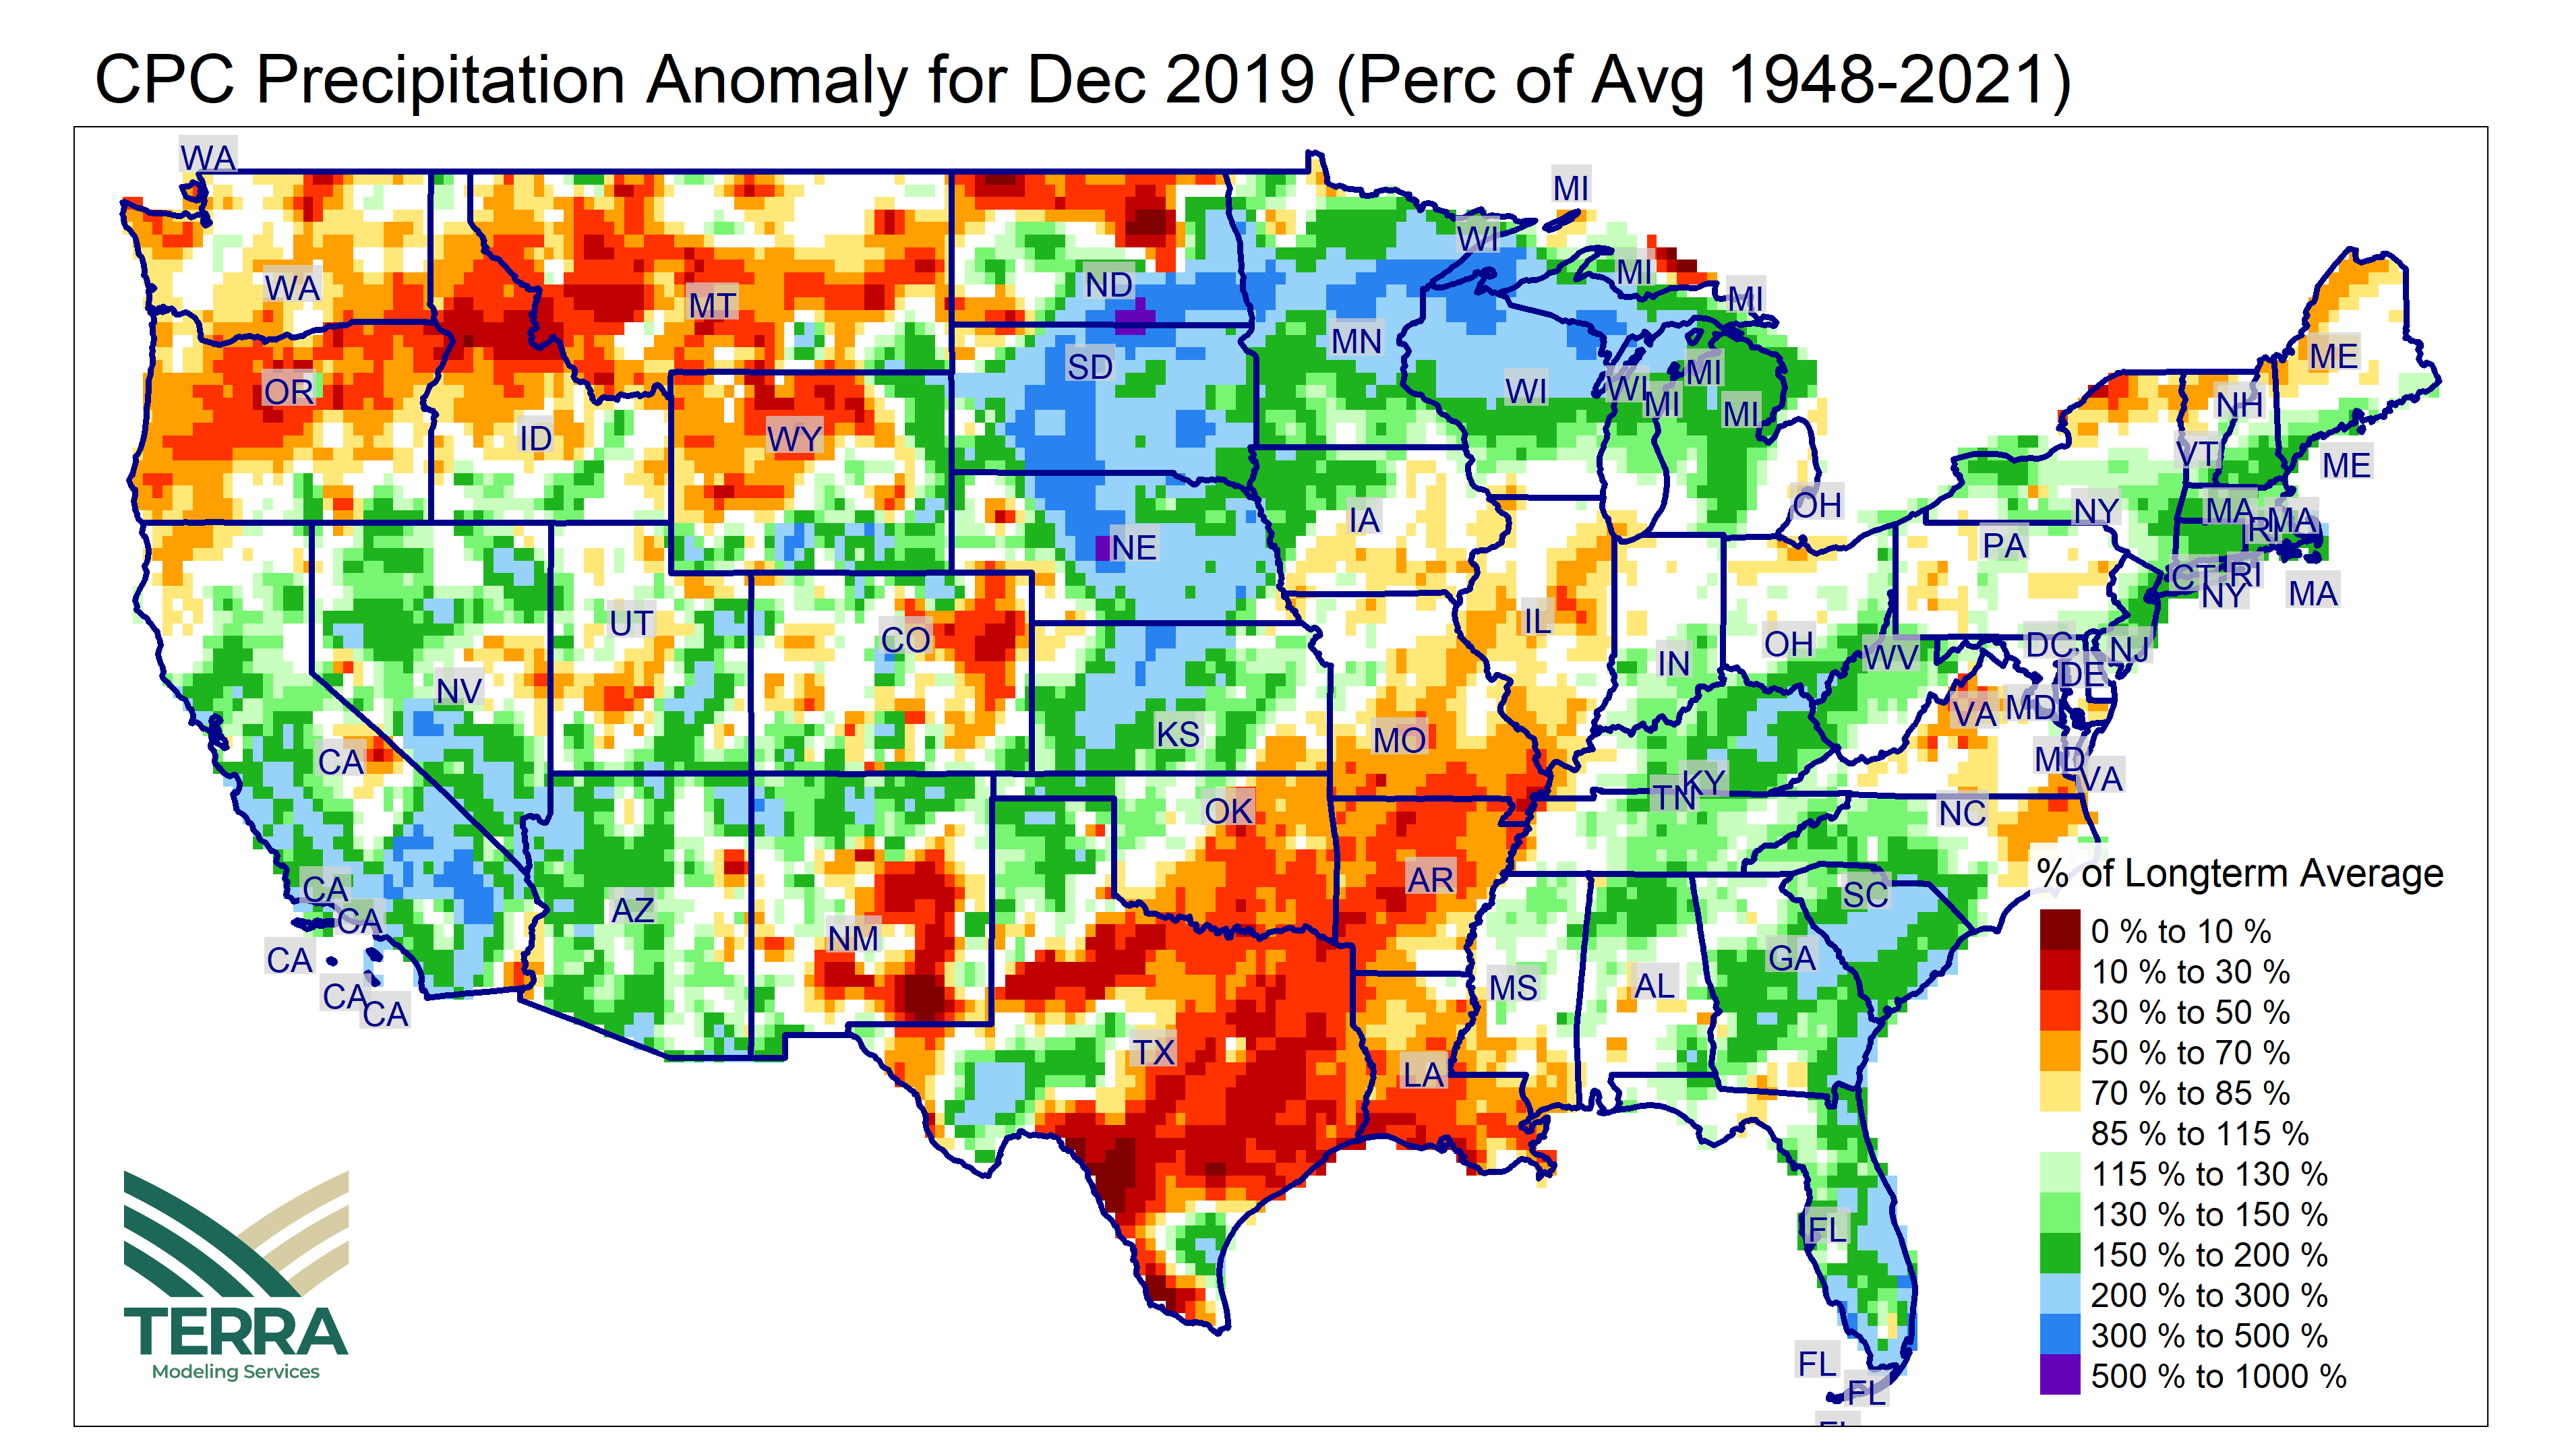 CPC Precipitation Anomaly for Dec 2019 (Perc of Avg 1948-2021)
WA
MI
WI
MI
MI
WA
ND
MT
MN
ME
SD
MI
OR
WI
WI
MI
MI
NH
ID
WY
VT
ME
IA
OH
NY
MA
RI
MA
NE
PA
CT
RI
NY
MA
UT
CO
IL
IN
OH
WV
DC
NJ
DE
NV
KS
MO
VA
MD
CA
MD
VA
KY
TN
OK
NC
CA
CA
AZ
AR
SC
NM
CA
MS
AL
GA
CA
CA
TX
LA
FL
FL
FL
% of Longterm Average
0 % to 10 %
10 % to 30 %
30 % to 50 %
50 % to 70 %
70 % to 85 %
85 % to 115 %
115 % to 130 %
130 % to 150 %
150 % to 200 %
200 % to 300 %
300 % to 500 %
500 % to 1000 %
TERRA
Modeling Services